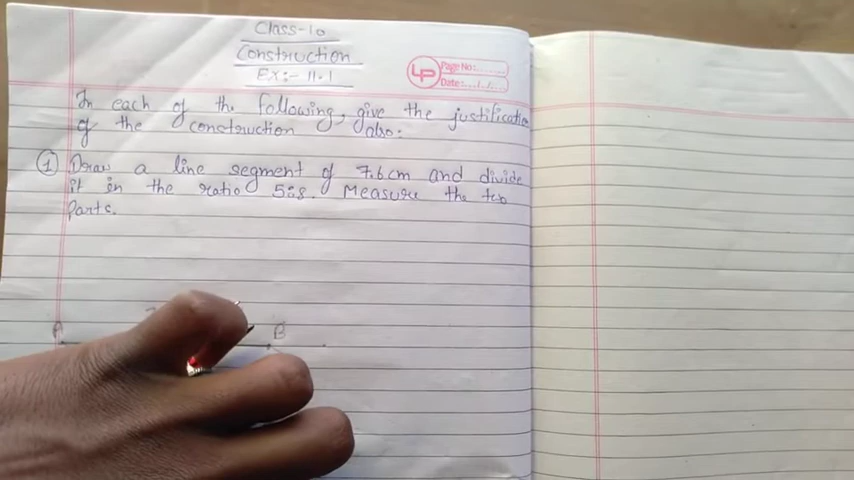 Class-10
Construction
Ex:- 11.1
LP
Page No:........
Date:.../.../....
In each of the following, give the justification
of the construction also:
① Draw a line segment of 7.6cm and divide
it in the ratio 5:8. Measure the two
Parts.
A B